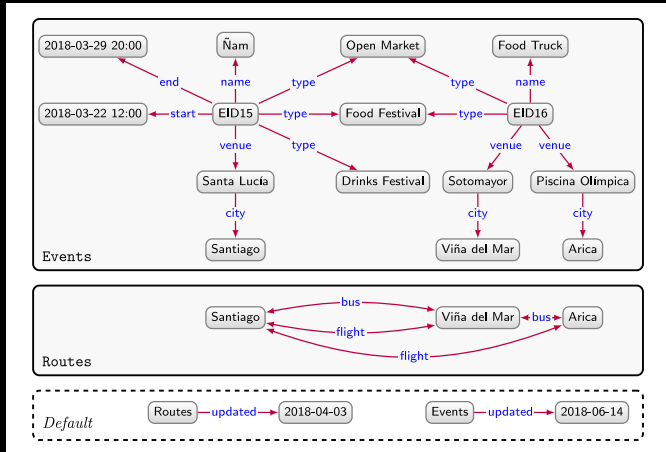 2018-03-29 20:00 Ñam Open Market Food Truck
end name type type name
2018-03-22 12:00 start EID15 type Food Festival type EID16
venue type venue venue
Santa Lucía Drinks Festival Sotomayor Piscina Olímpica
city city city
Santiago Viña del Mar Arica
Events
bus
Santiago Viña del Mar bus Arica
flight
flight
Routes
Routes updated 2018-04-03 Events updated 2018-06-14
Default